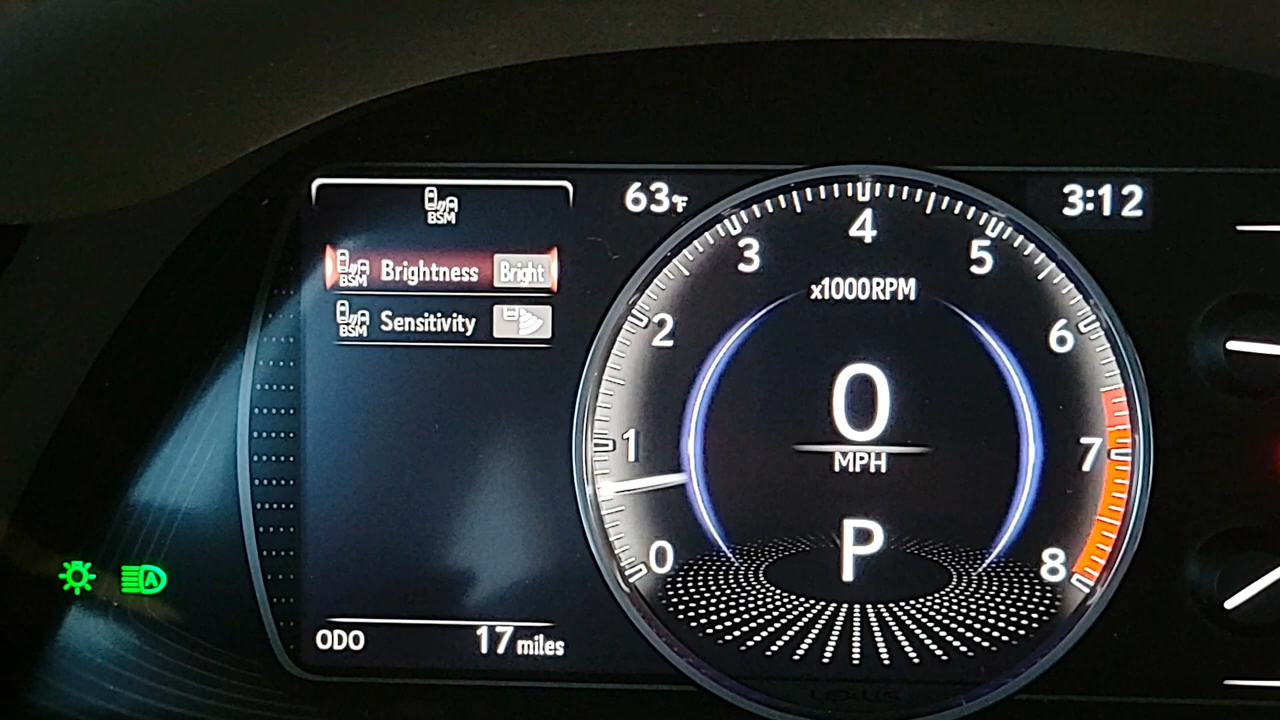 BSM
63°F
3:12
BSM Brightness Bright
BSM Sensitivity
0
1
2
3
4
5
6
7
8
x1000RPM
0
MPH
P
A
ODO 17 miles
LEXUS